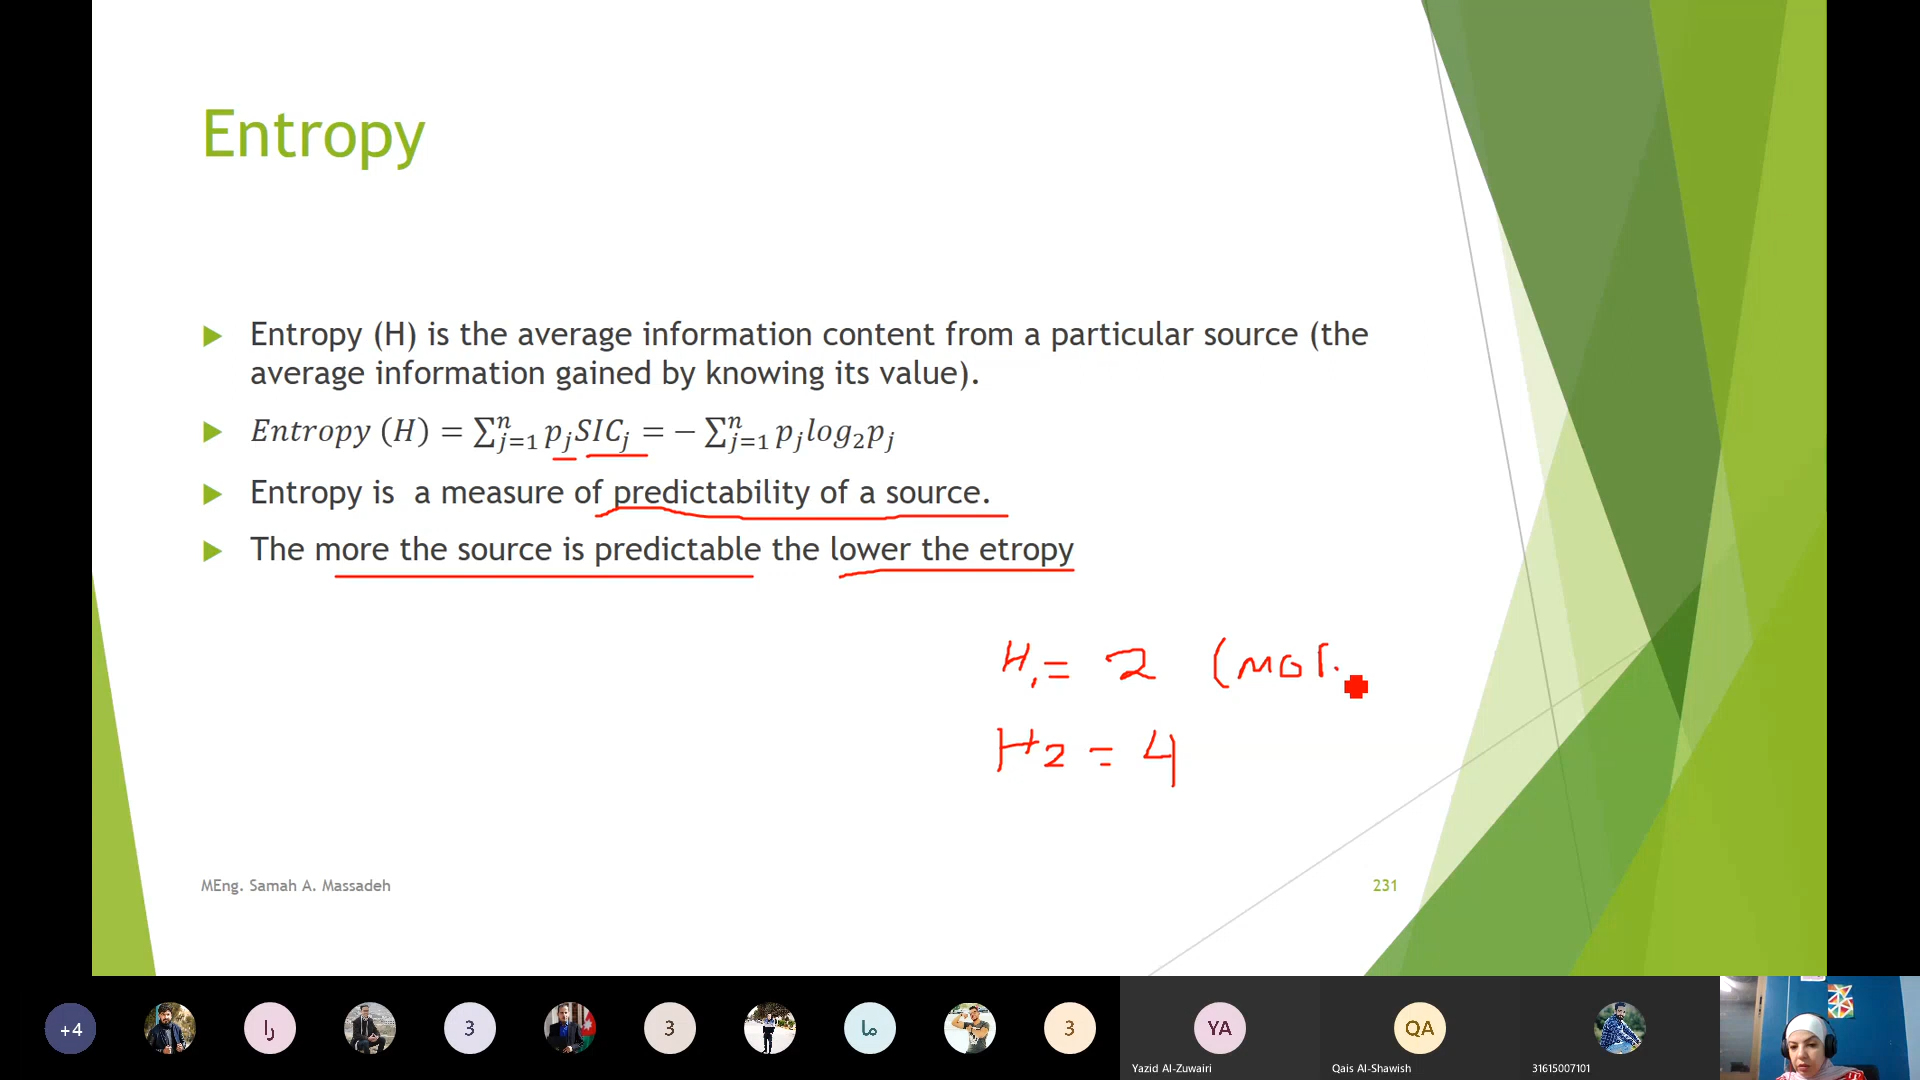 Entropy
Entropy (H) is the average information content from a particular source (the
average information gained by knowing its value).
Entropy (H) = ∑ⁿⱼ₌₁ pⱼSICⱼ = − ∑ⁿⱼ₌₁ pⱼlog₂pⱼ
Entropy is a measure of predictability of a source.
The more the source is predictable the lower the etropy
H₁ = 2 (mor
H2 = 4
MEng. Samah A. Massadeh
231
+4
را
3
3
ما
3
YA
QA
Yazid Al-Zuwairi
Qais Al-Shawish
31615007101